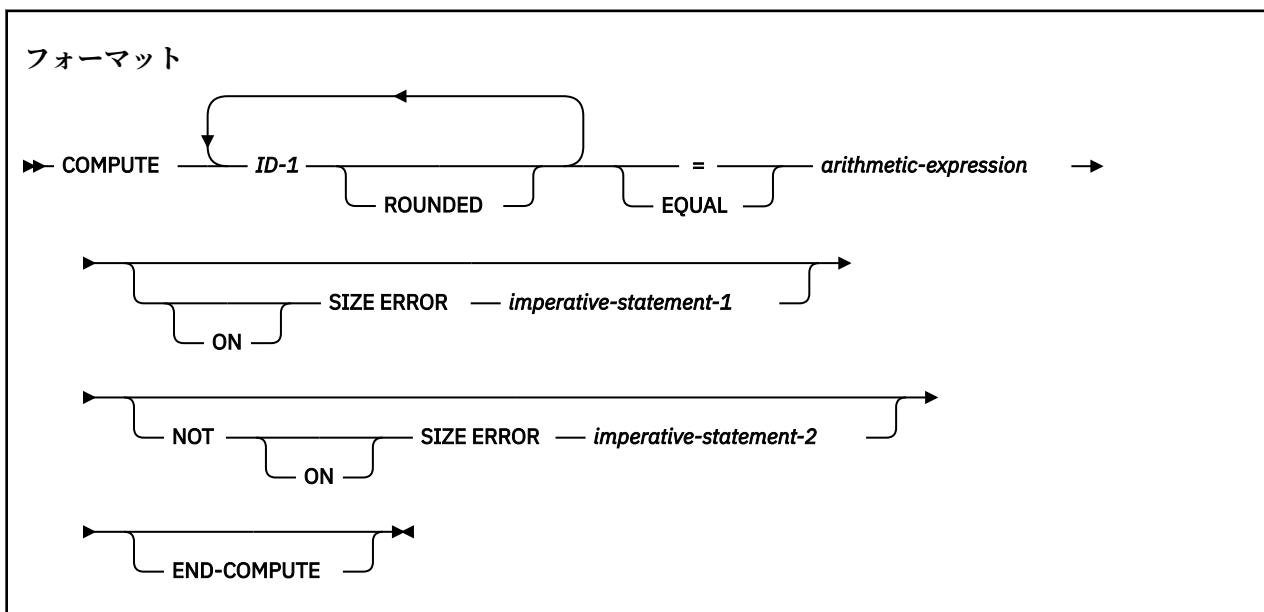 フォーマット
COMPUTE ID-1 = arithmetic-expression
ROUNDED EQUAL
SIZE ERROR imperative-statement-1
ON
NOT SIZE ERROR imperative-statement-2
ON
END-COMPUTE